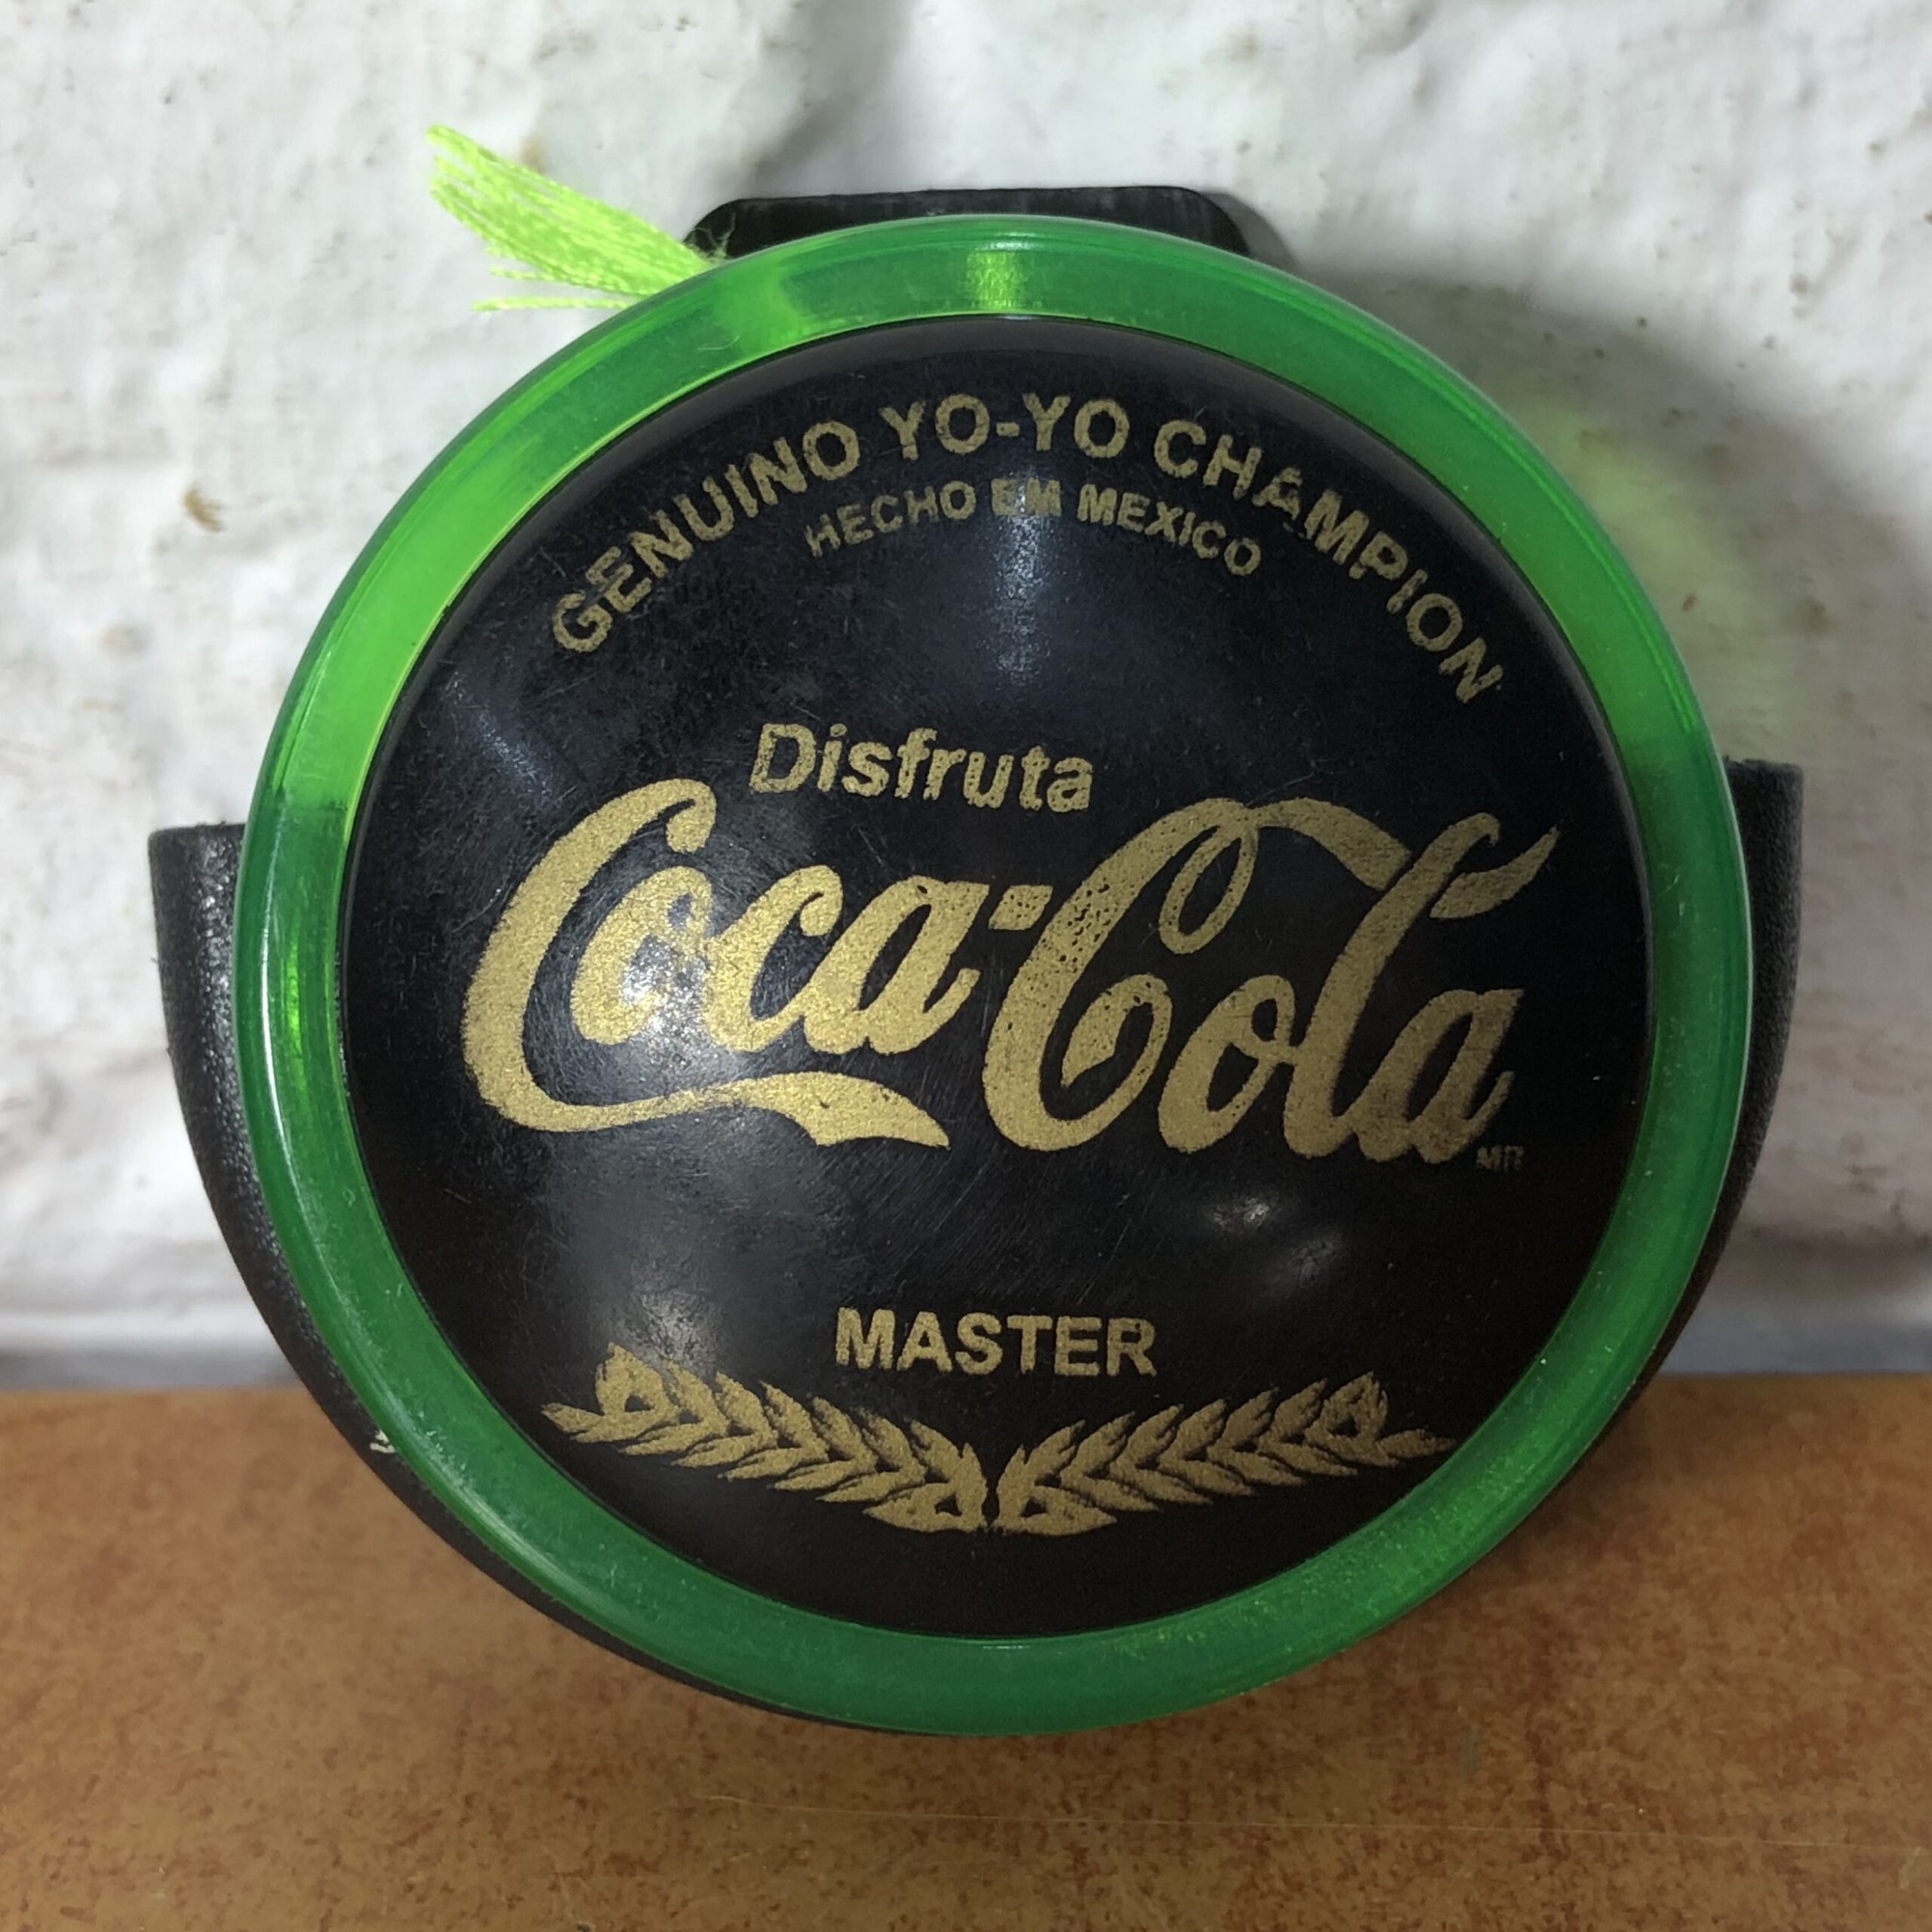 GENUINO YO-YO CHAMPION
HECHO EM MEXICO
Disfruta
Coca-Cola
MR
MASTER